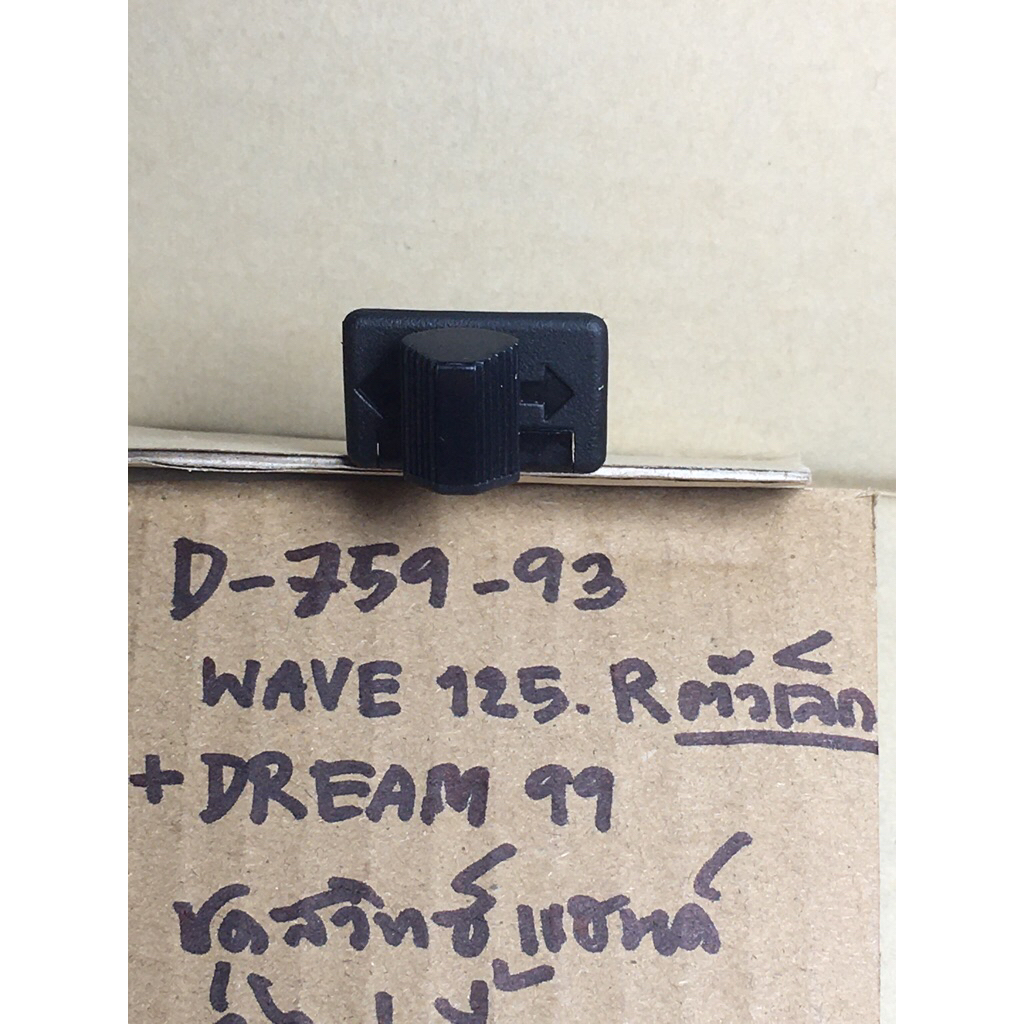 D-759-93
WAVE 125. R ตัวเล็ก
+ DREAM 99
ชุดสวิทช์แฮนด์